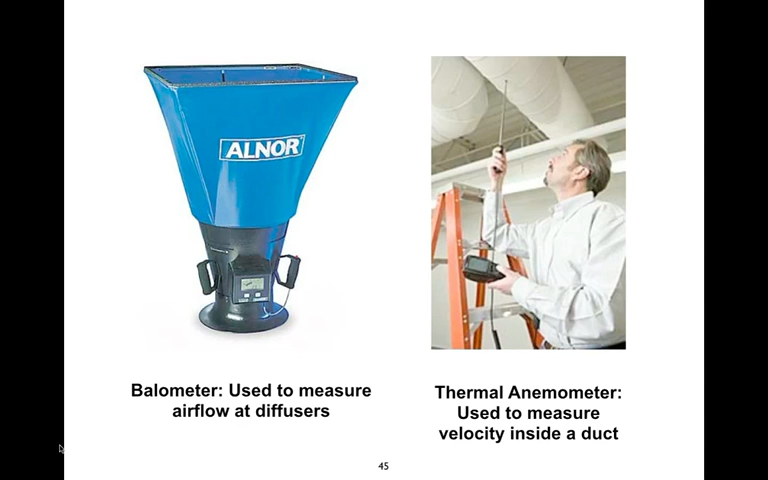 ALNOR
Balometer: Used to measure
airflow at diffusers
Thermal Anemometer:
Used to measure
velocity inside a duct
45